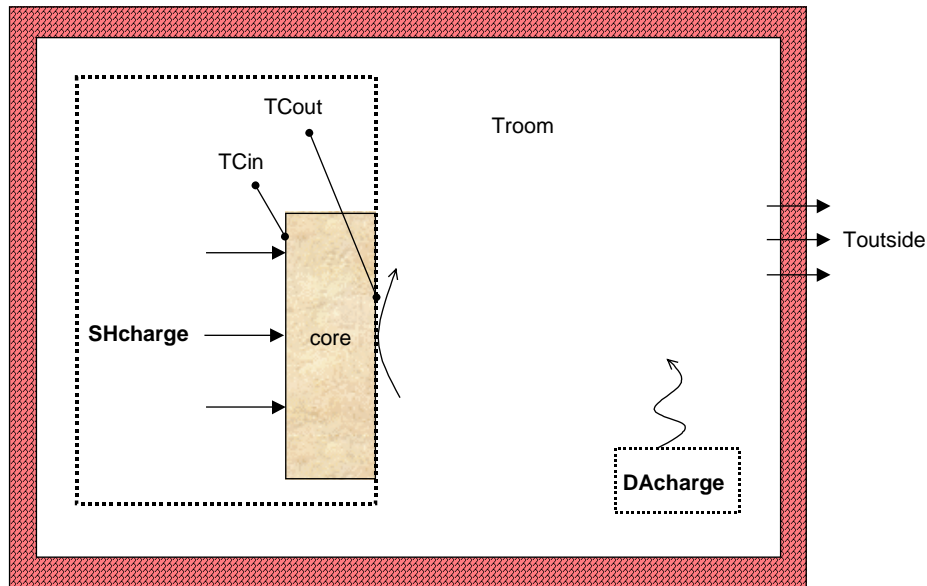 TCout
Troom
TCin
Toutside
SHcharge
core
DAcharge